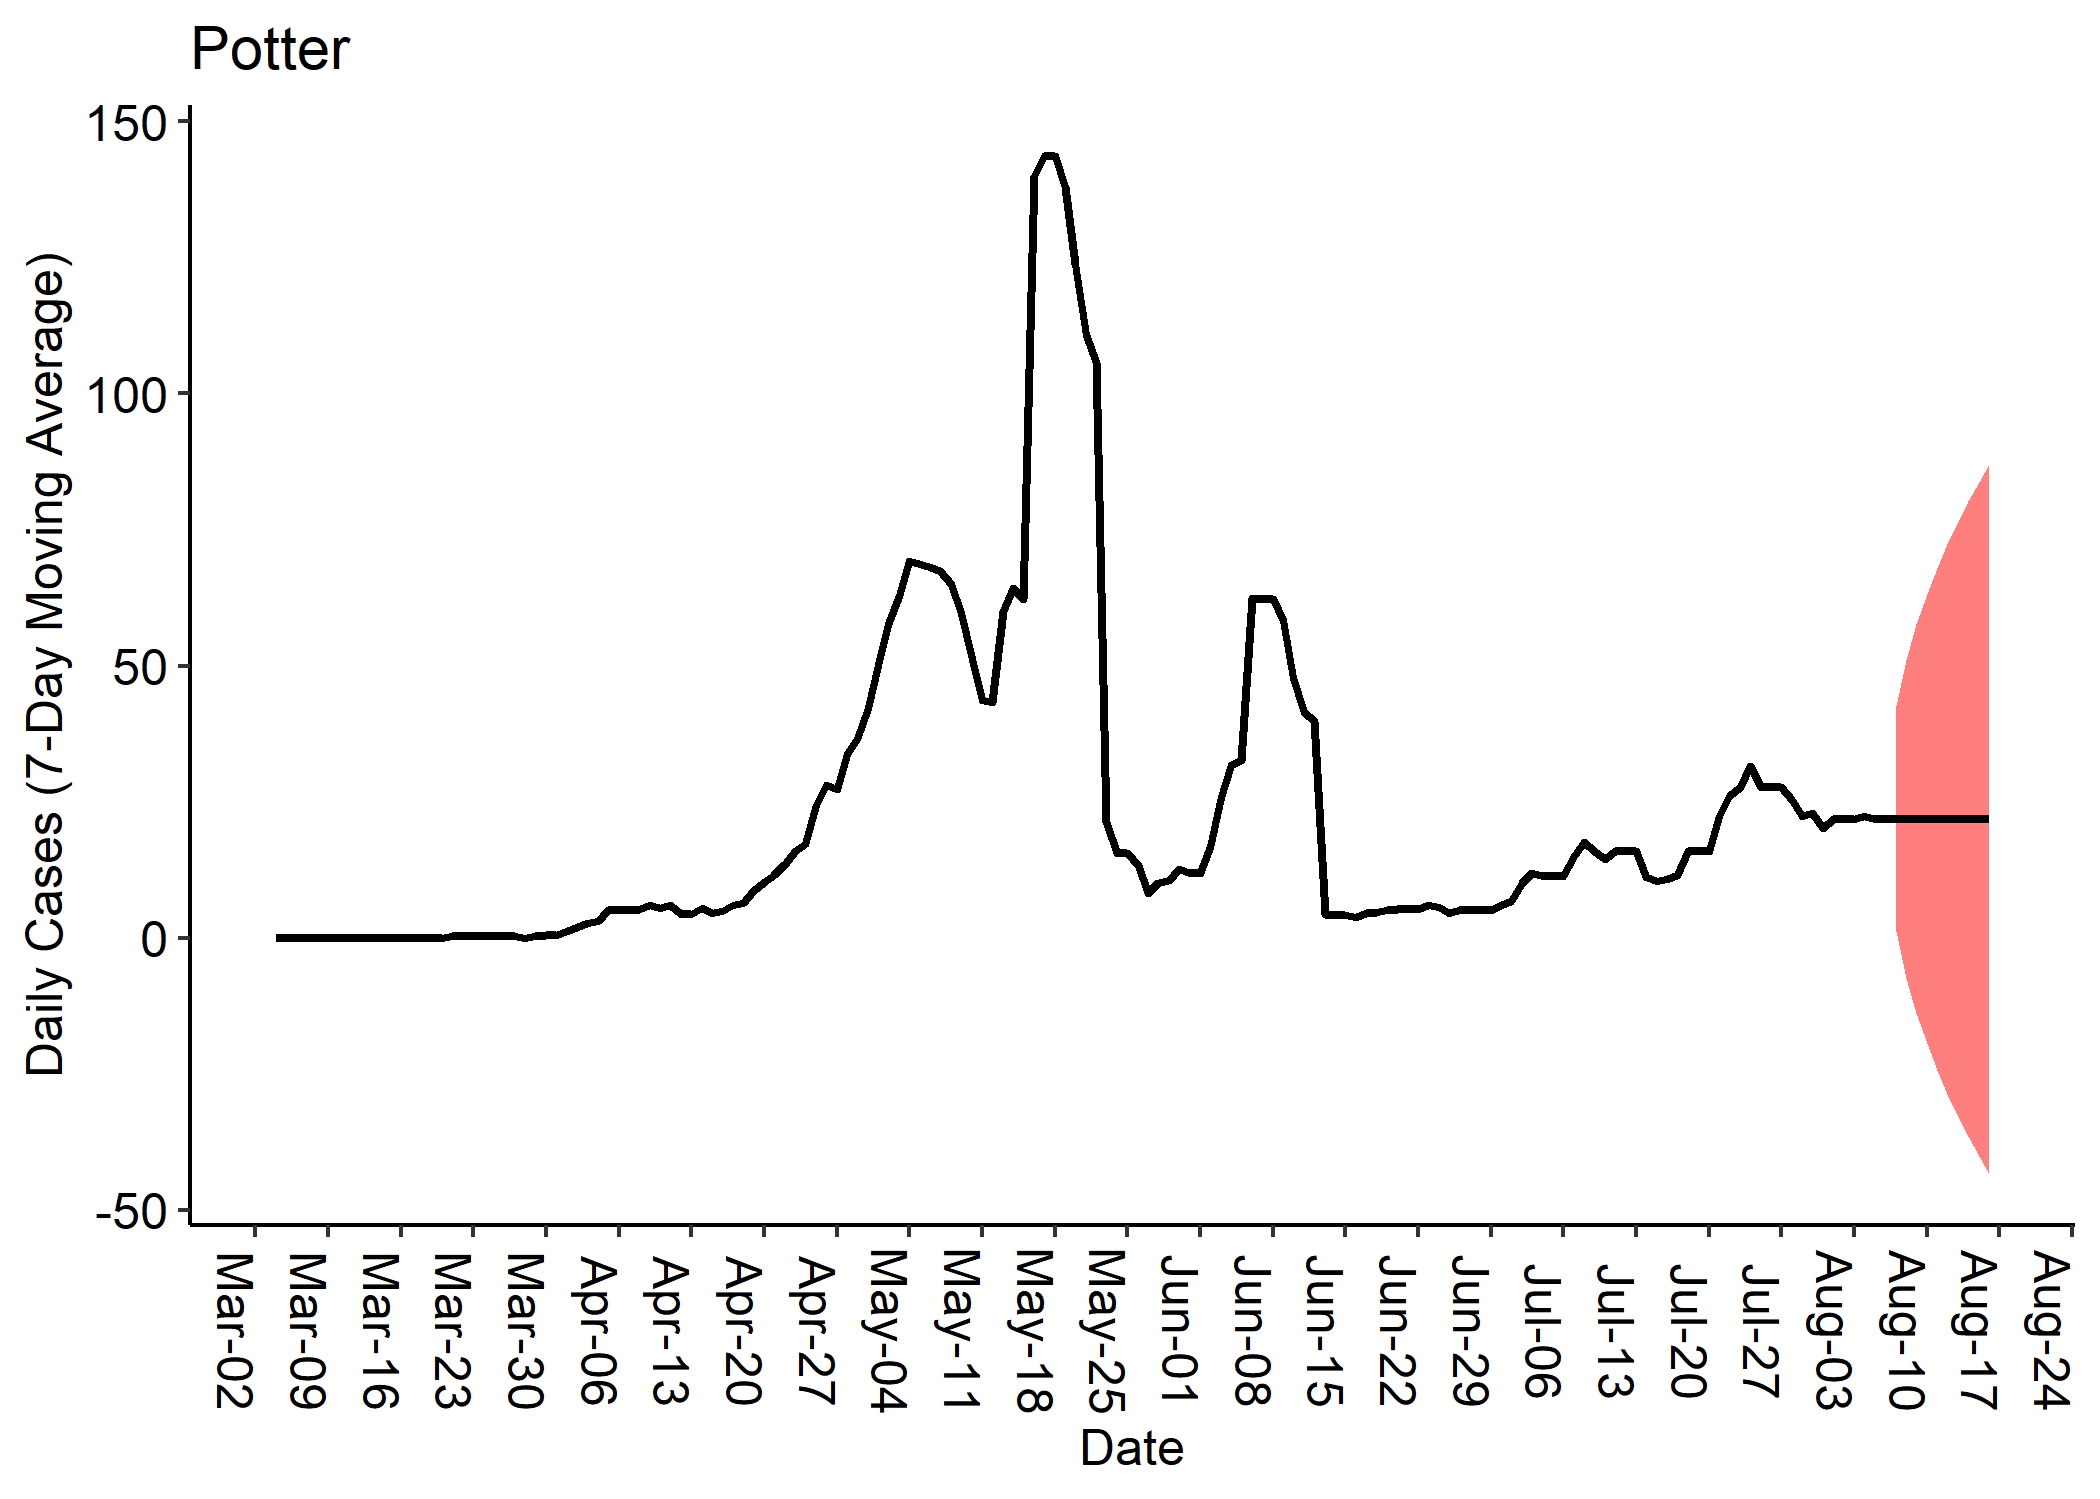 Potter
Daily Cases (7-Day Moving Average)
150
100
50
0
-50
Mar-02
Mar-09
Mar-16
Mar-23
Mar-30
Apr-06
Apr-13
Apr-20
Apr-27
May-04
May-11
May-18
May-25
Jun-01
Jun-08
Jun-15
Jun-22
Jun-29
Jul-06
Jul-13
Jul-20
Jul-27
Aug-03
Aug-10
Aug-17
Aug-24
Date